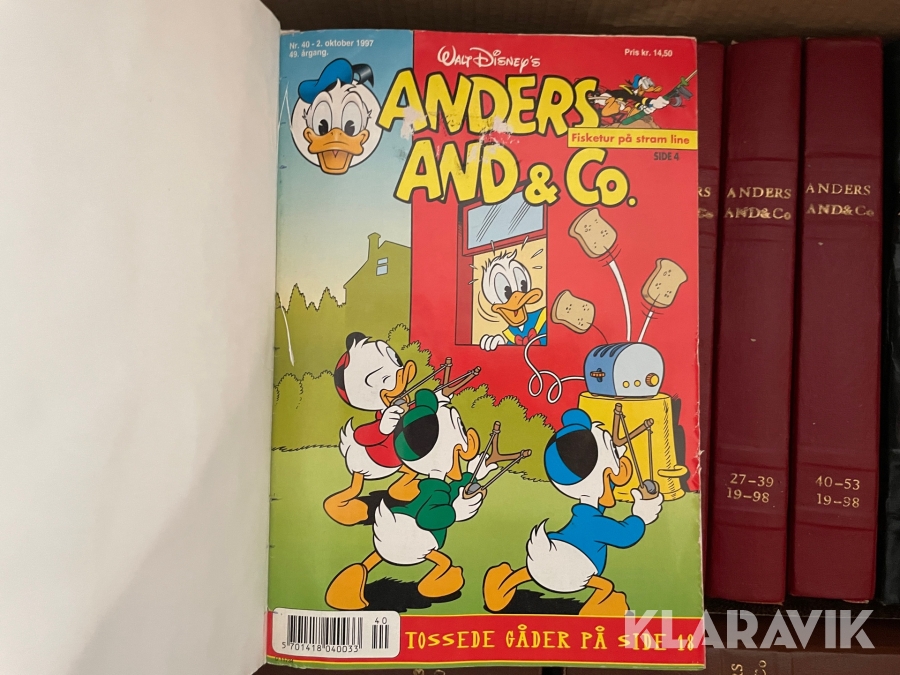 Nr. 40 - 2. oktober 1997
49. årgang.
WALT DISNEY'S
Pris kr. 14,50
ANDERS
AND & CO.
Fisketur på stram line
SIDE 4
TOSSEDE GÅDER PÅ SIDE 18
40
5 701418 040033
ANDERS
AND&Co
27-39
19-98
ANDERS
AND&Co
40-53
19-98
KLARAVIK